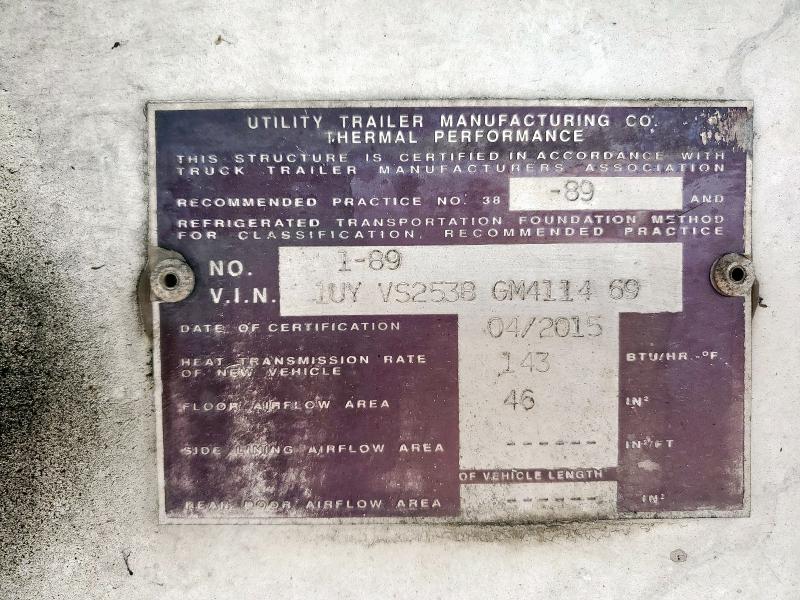 UTILITY TRAILER MANUFACTURING CO.
THERMAL PERFORMANCE
THIS STRUCTURE IS CERTIFIED IN ACCORDANCE WITH
TRUCK TRAILER MANUFACTURERS ASSOCIATION
RECOMMENDED PRACTICE NO. 38 -89 AND
REFRIGERATED TRANSPORTATION FOUNDATION METHOD
FOR CLASSIFICATION, RECOMMENDED PRACTICE
NO. 1-89
V.I.N. 1UY VS2538 GM4114 69
DATE OF CERTIFICATION 04/2015
HEAT TRANSMISSION RATE
OF NEW VEHICLE 143 BTU/HR.-°F
FLOOR AIRFLOW AREA 46 IN²
SIDE LINING AIRFLOW AREA ------ IN²/FT
OF VEHICLE LENGTH
REAR DOOR AIRFLOW AREA ------ IN²